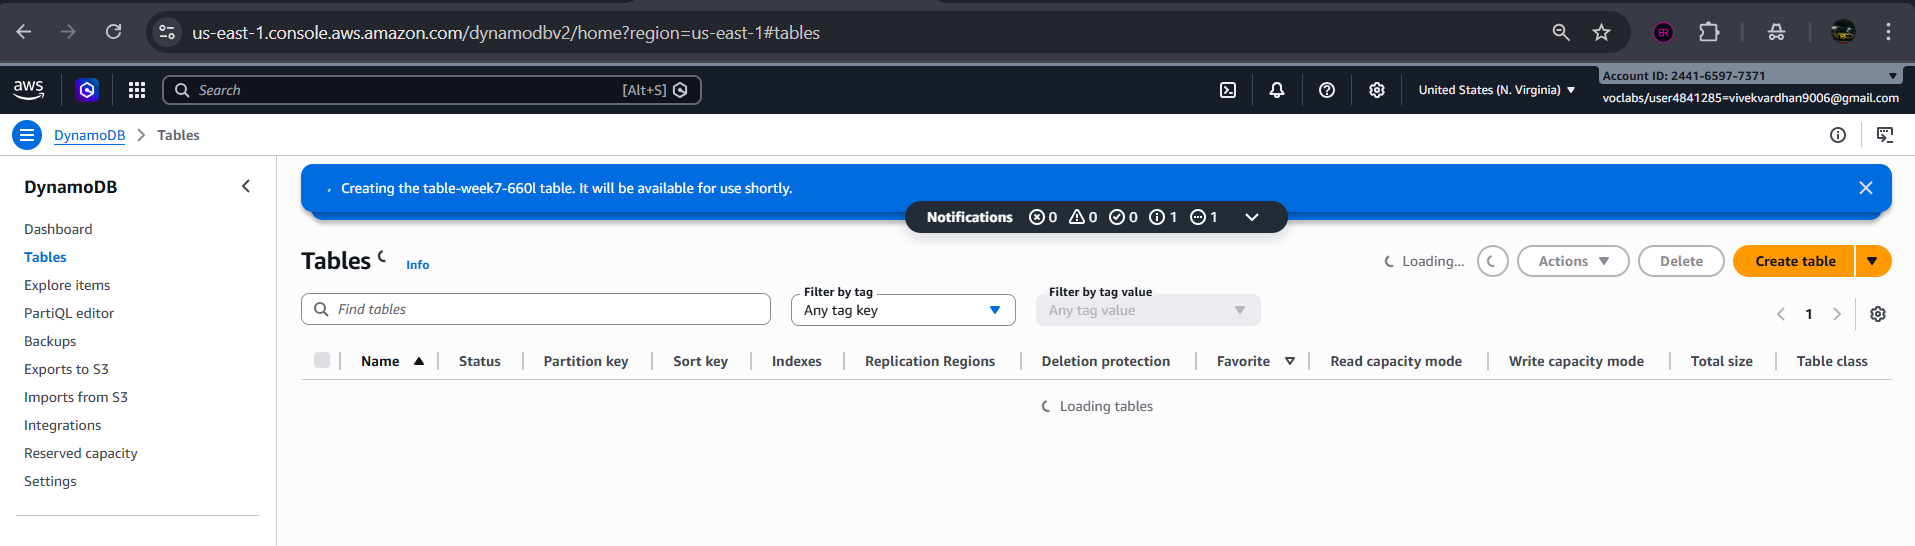 us-east-1.console.aws.amazon.com/dynamodbv2/home?region=us-east-1#tables
aws
Search
[Alt+S]
United States (N. Virginia)
Account ID: 2441-6597-7371
voclabs/user4841285=vivekvardhan9006@gmail.com
DynamoDB
Tables
DynamoDB
Dashboard
Tables
Explore items
PartiQL editor
Backups
Exports to S3
Imports from S3
Integrations
Reserved capacity
Settings
Creating the table-week7-660l table. It will be available for use shortly.
Notifications 0 0 0 1 1
Tables Info
Loading...
Actions
Delete
Create table
Find tables
Filter by tag
Any tag key
Filter by tag value
Any tag value
1
Name Status Partition key Sort key Indexes Replication Regions Deletion protection Favorite Read capacity mode Write capacity mode Total size Table class
Loading tables